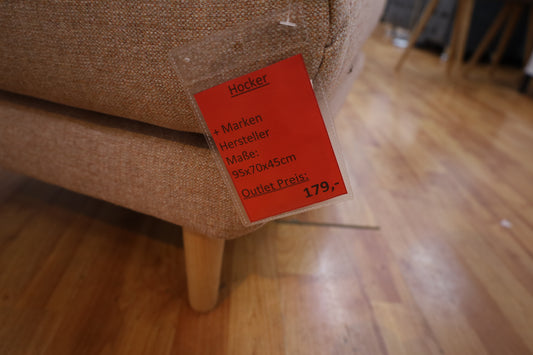 Hocker
+ Marken
Hersteller
Maße:
95x70x45cm
Outlet Preis:
179,-